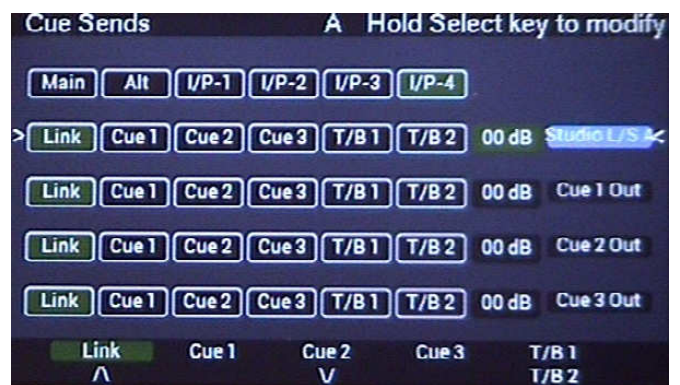 Cue Sends A Hold Select key to modify
Main Alt I/P-1 I/P-2 I/P-3 I/P-4
> Link Cue 1 Cue 2 Cue 3 T/B 1 T/B 2 00 dB Studio L/S A <
Link Cue 1 Cue 2 Cue 3 T/B 1 T/B 2 00 dB Cue 1 Out
Link Cue 1 Cue 2 Cue 3 T/B 1 T/B 2 00 dB Cue 2 Out
Link Cue 1 Cue 2 Cue 3 T/B 1 T/B 2 00 dB Cue 3 Out
Link Cue 1 Cue 2 Cue 3 T/B 1
/\ \/ T/B 2